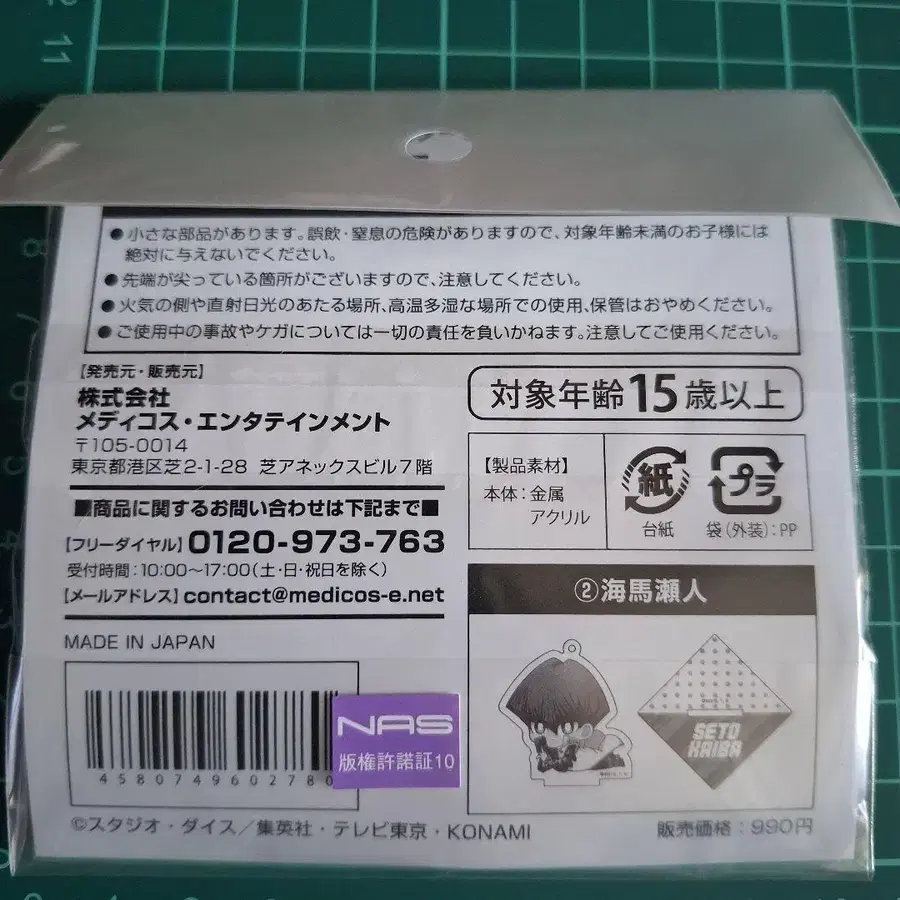 ●小さな部品があります。誤飲・窒息の危険がありますので、対象年齢未満のお子様には
絶対に与えないでください。
●先端が尖っている箇所がございますので、注意してください。
●火気の側や直射日光のあたる場所、高温多湿な場所での使用、保管はおやめください。
●ご使用中の事故やケガについては一切の責任を負いかねます。注意してご使用ください。
【発売元・販売元】
株式会社
メディコス・エンタテインメント
〒105-0014
東京都港区芝2-1-28 芝アネックスビル7階
■商品に関するお問い合わせは下記まで■
【フリーダイヤル】0120-973-763
受付時間:10:00〜17:00(土・日・祝日を除く)
【メールアドレス】contact@medicos-e.net
MADE IN JAPAN
4580749602780
NAS
版権許諾証10
©スタジオ・ダイス/集英社・テレビ東京・KONAMI
対象年齢15歳以上
【製品素材】
本体:金属
アクリル
紙
台紙
プラ
袋(外装):PP
②海馬瀬人
SETO
KAIBA
販売価格:990円